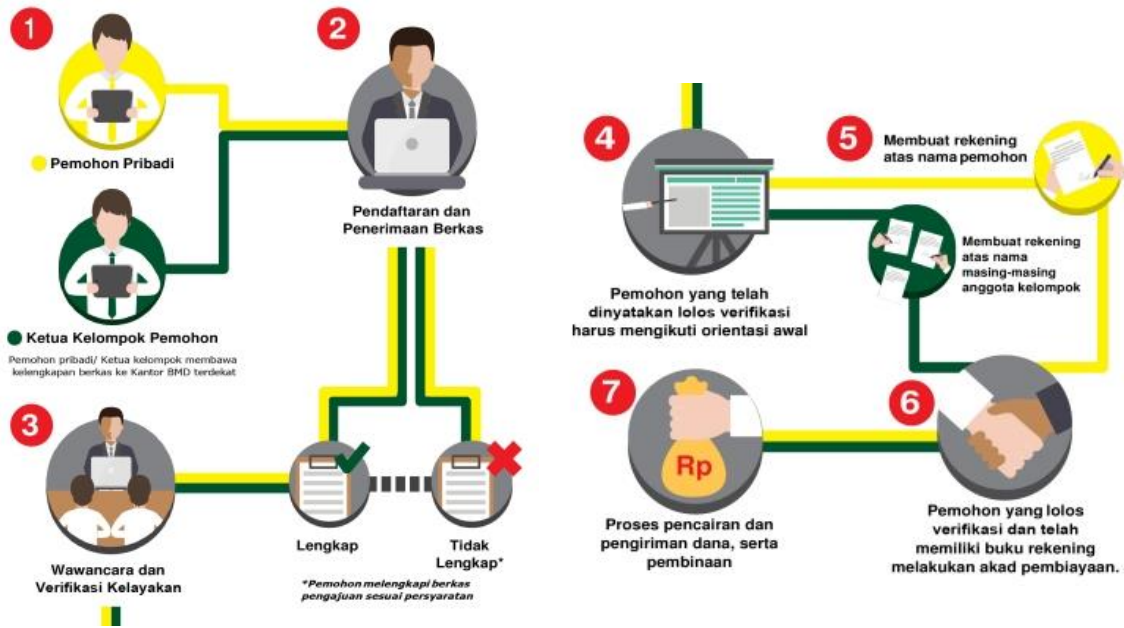 1
Pemohon Pribadi
Ketua Kelompok Pemohon
Pemohon pribadi/ Ketua kelompok membawa
kelengkapan berkas ke Kantor BMD terdekat
2
Pendaftaran dan
Penerimaan Berkas
Lengkap
Tidak
Lengkap*
*Pemohon melengkapi berkas
pengajuan sesuai persyaratan
3
Wawancara dan
Verifikasi Kelayakan
4
Pemohon yang telah
dinyatakan lolos verifikasi
harus mengikuti orientasi awal
5
Membuat rekening
atas nama pemohon
Membuat rekening
atas nama
masing-masing
anggota kelompok
6
Pemohon yang lolos
verifikasi dan telah
memiliki buku rekening
melakukan akad pembiayaan.
7
Rp
Proses pencairan dan
pengiriman dana, serta
pembinaan